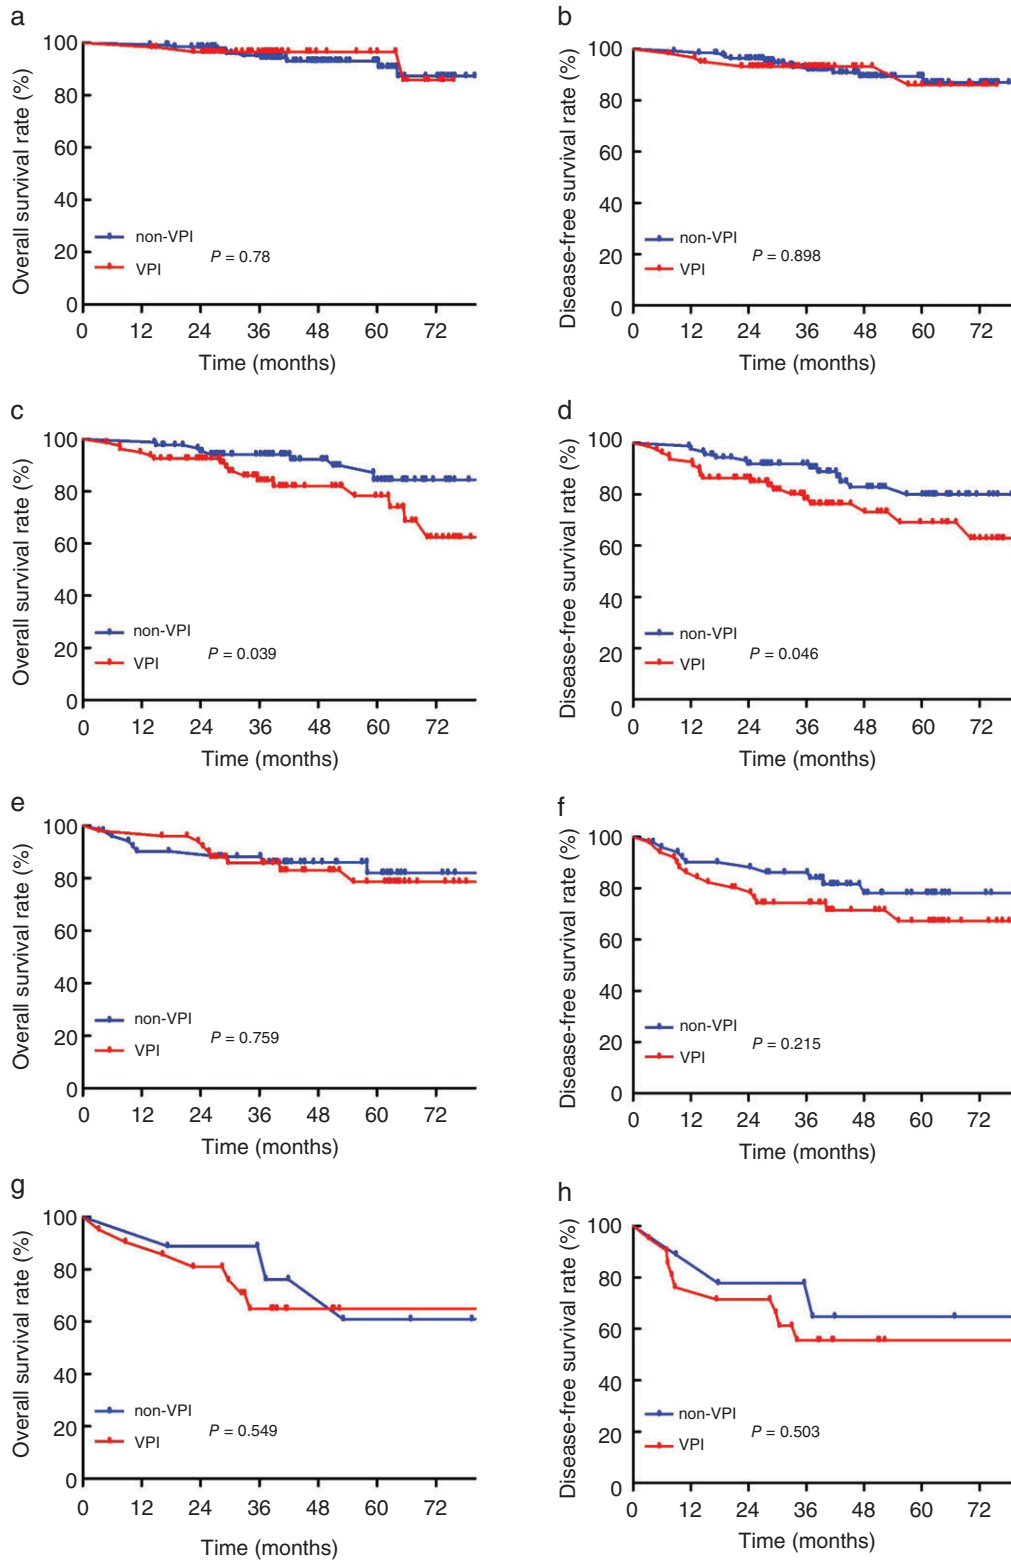 a
Overall survival rate (%)
100
80
60
40
20
0
non-VPI
VPI
P = 0.78
0 12 24 36 48 60 72
Time (months)
b
Disease-free survival rate (%)
100
80
60
40
20
0
non-VPI
VPI
P = 0.898
0 12 24 36 48 60 72
Time (months)
c
Overall survival rate (%)
100
80
60
40
20
0
non-VPI
VPI
P = 0.039
0 12 24 36 48 60 72
Time (months)
d
Disease-free survival rate (%)
100
80
60
40
20
0
non-VPI
VPI
P = 0.046
0 12 24 36 48 60 72
Time (months)
e
Overall survival rate (%)
100
80
60
40
20
0
non-VPI
VPI
P = 0.759
0 12 24 36 48 60 72
Time (months)
f
Disease-free survival rate (%)
100
80
60
40
20
0
non-VPI
VPI
P = 0.215
0 12 24 36 48 60 72
Time (months)
g
Overall survival rate (%)
100
80
60
40
20
0
non-VPI
VPI
P = 0.549
0 12 24 36 48 60 72
Time (months)
h
Disease-free survival rate (%)
100
80
60
40
20
0
non-VPI
VPI
P = 0.503
0 12 24 36 48 60 72
Time (months)